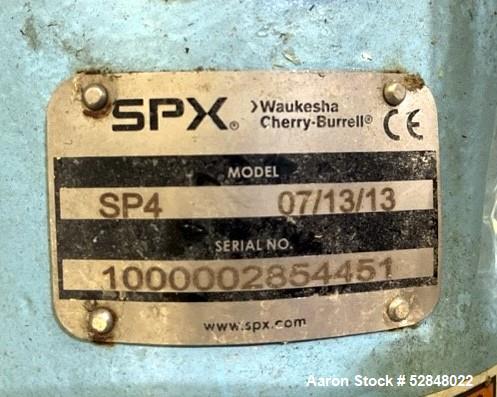 SPX® Waukesha
Cherry-Burrell® CE
MODEL
SP4 07/13/13
SERIAL NO.
1000002854451
www.spx.com
Aaron Stock # 52848022